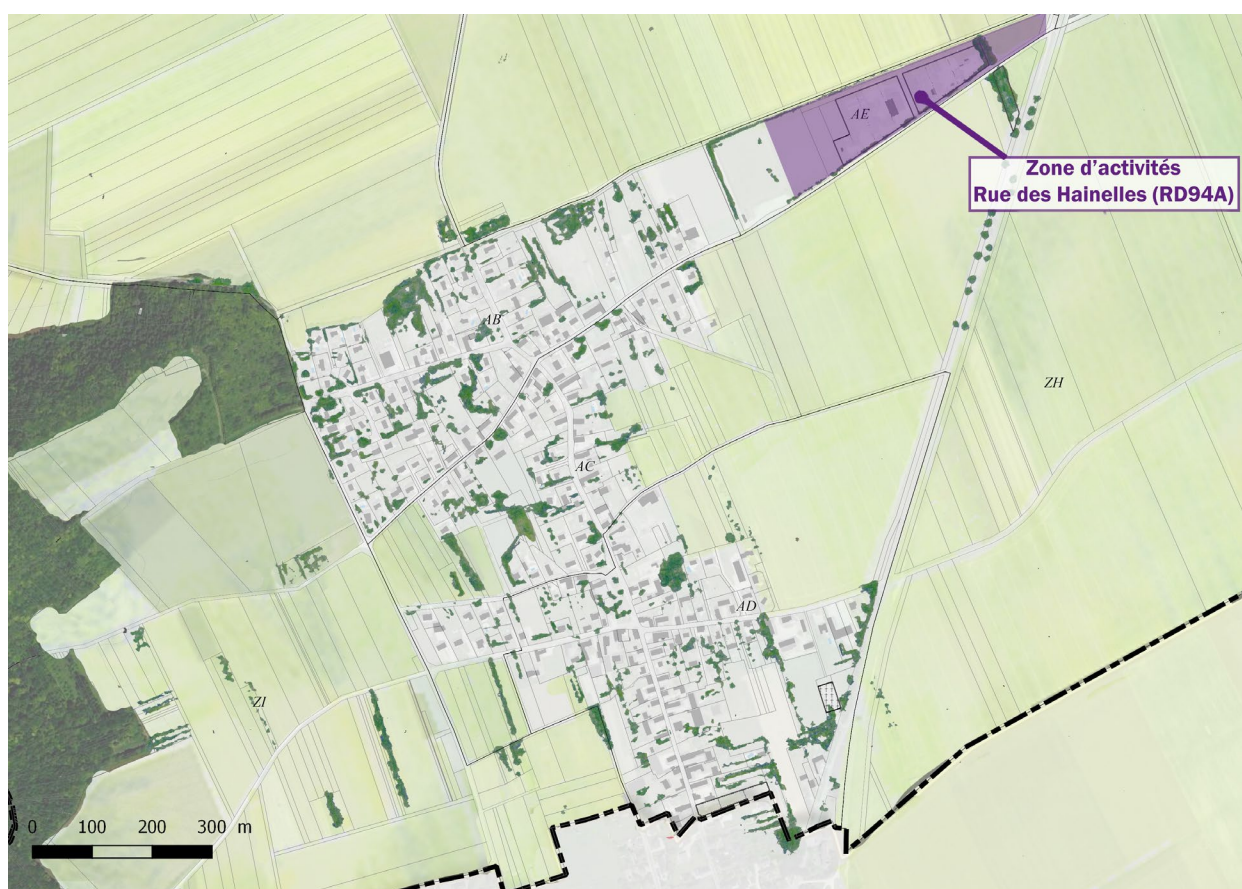 AE
Zone d'activités
Rue des Hainelles (RD94A)
AB
ZH
AC
AD
ZI
0 100 200 300 m